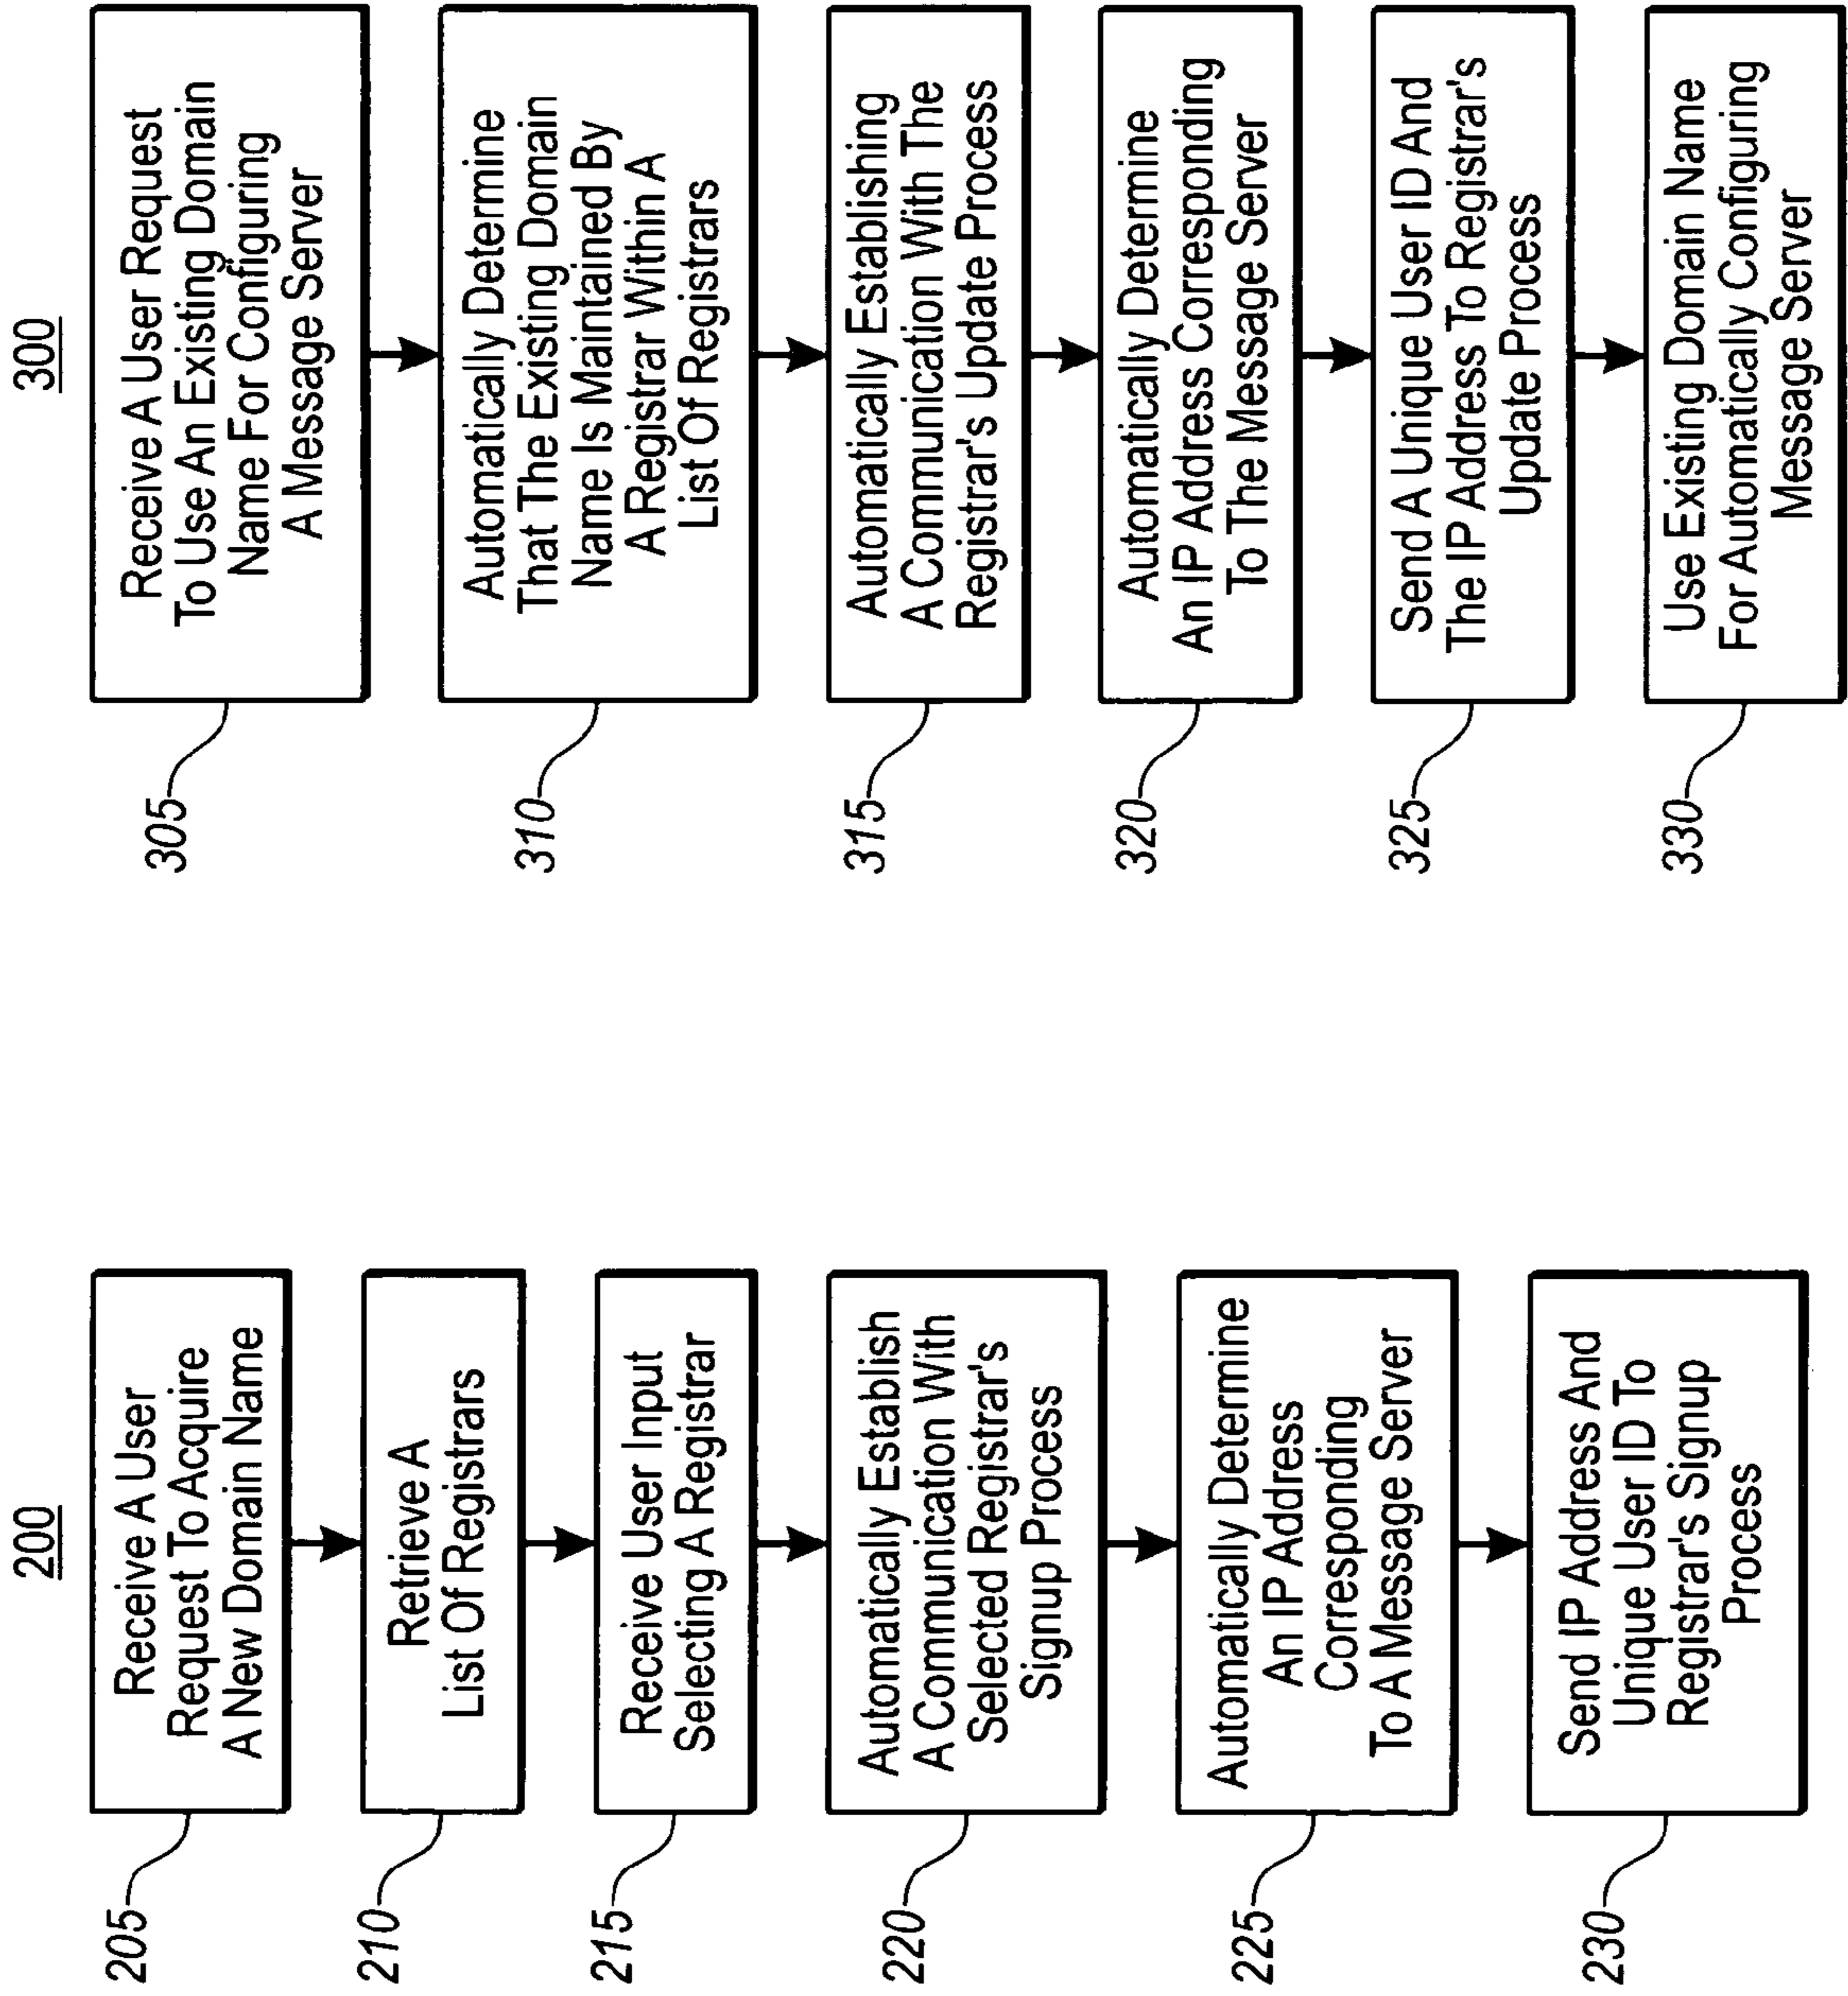 200
205
Receive A User
Request To Acquire
A New Domain Name
210
Retrieve A
List Of Registrars
215
Receive User Input
Selecting A Registrar
220
Automatically Establish
A Communication With
Selected Registrar's
Signup Process
225
Automatically Determine
An IP Address
Corresponding
To A Message Server
230
Send IP Address And
Unique User ID To
Registrar's Signup
Process
300
305
Receive A User Request
To Use An Existing Domain
Name For Configuring
A Message Server
310
Automatically Determine
That The Existing Domain
Name Is Maintained By
A Registrar Within A
List Of Registrars
315
Automatically Establishing
A Communication With The
Registrar's Update Process
320
Automatically Determine
An IP Address Corresponding
To The Message Server
325
Send A Unique User ID And
The IP Address To Registrar's
Update Process
330
Use Existing Domain Name
For Automatically Configuring
Message Server